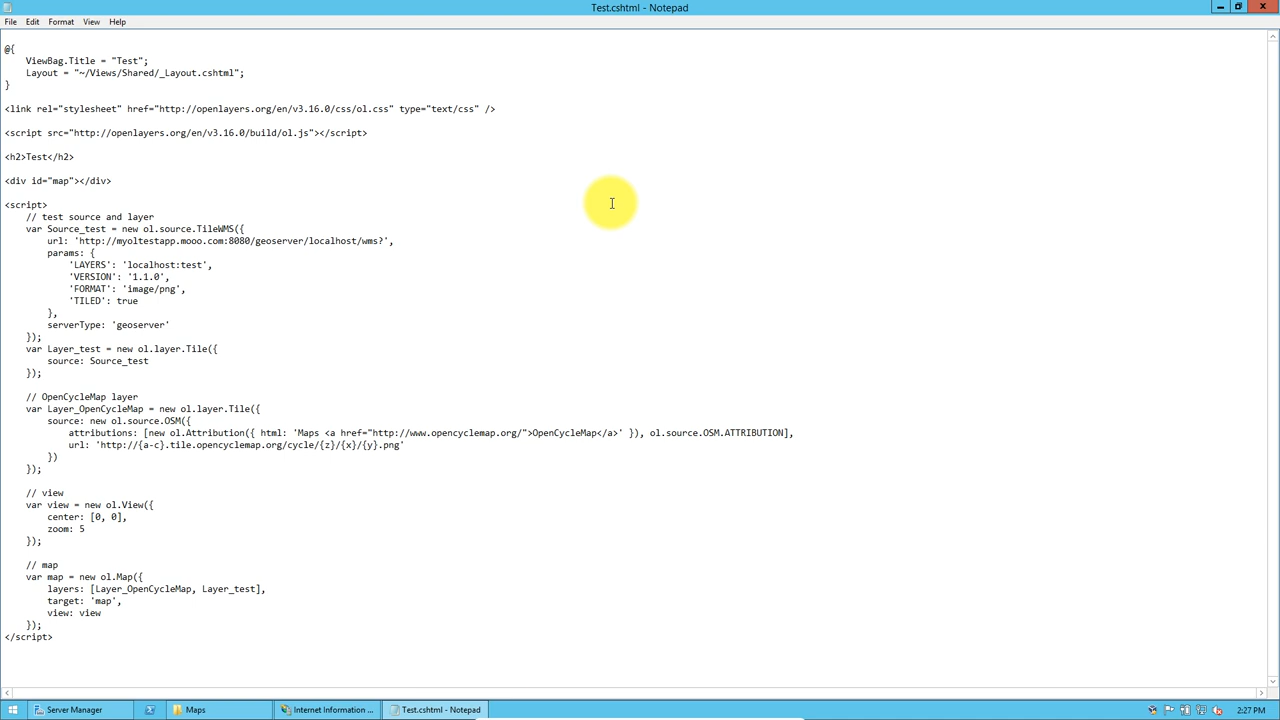 Test.cshtml - Notepad
File Edit Format View Help
@{
ViewBag.Title = "Test";
Layout = "~/Views/Shared/_Layout.cshtml";
}
<link rel="stylesheet" href="http://openlayers.org/en/v3.16.0/css/ol.css" type="text/css" />
<script src="http://openlayers.org/en/v3.16.0/build/ol.js"></script>
<h2>Test</h2>
<div id="map"></div>
<script>
// test source and layer
var Source_test = new ol.source.TileWMS({
url: 'http://myoltestapp.mooo.com:8080/geoserver/localhost/wms?',
params: {
'LAYERS': 'localhost:test',
'VERSION': '1.1.0',
'FORMAT': 'image/png',
'TILED': true
},
serverType: 'geoserver'
});
var Layer_test = new ol.layer.Tile({
source: Source_test
});
// OpenCycleMap layer
var Layer_OpenCycleMap = new ol.layer.Tile({
source: new ol.source.OSM({
attributions: [new ol.Attribution({ html: 'Maps <a href="http://www.opencyclemap.org/">OpenCycleMap</a>' }), ol.source.OSM.ATTRIBUTION],
url: 'http://{a-c}.tile.opencyclemap.org/cycle/{z}/{x}/{y}.png'
})
});
// view
var view = new ol.View({
center: [0, 0],
zoom: 5
});
// map
var map = new ol.Map({
layers: [Layer_OpenCycleMap, Layer_test],
target: 'map',
view: view
});
</script>
Server Manager Maps Internet Information ... Test.cshtml - Notepad 2:27 PM